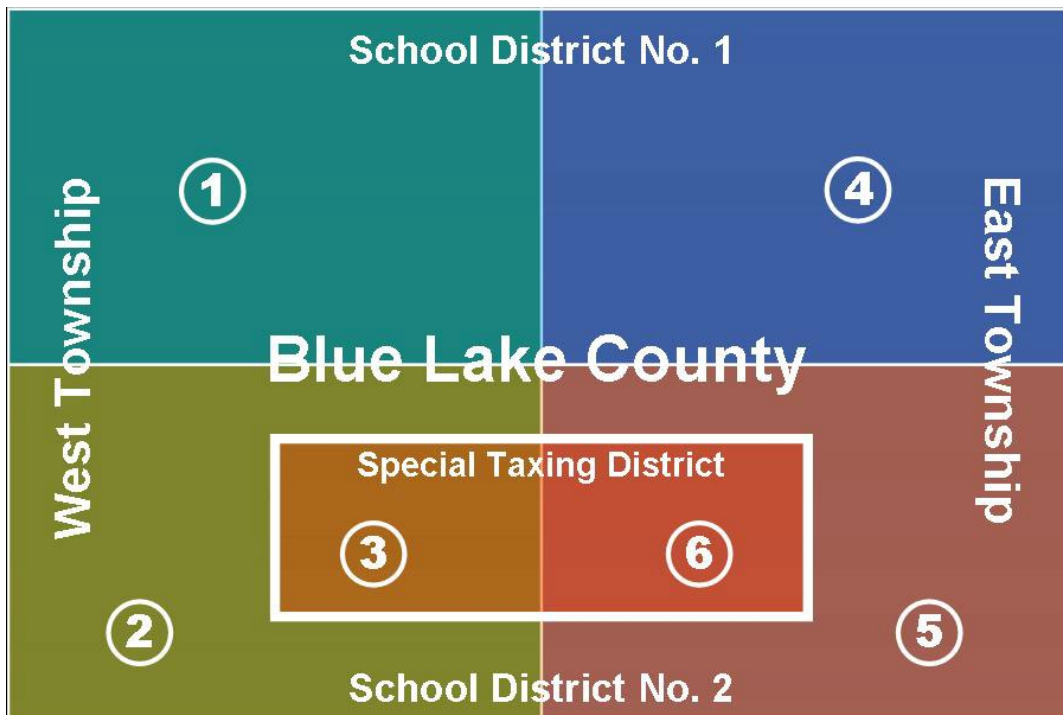 School District No. 1
1
4
West Township
East Township
Blue Lake County
Special Taxing District
3
6
2
5
School District No. 2